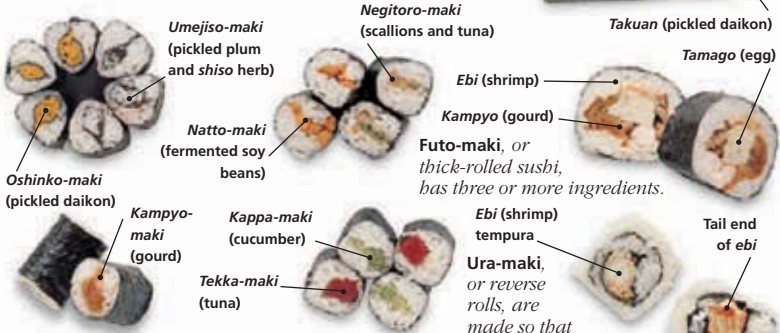 Umejiso-maki
(pickled plum
and shiso herb)
Negitoro-maki
(scallions and tuna)
Takuan (pickled daikon)
Tamago (egg)
Ebi (shrimp)
Kampyo (gourd)
Natto-maki
(fermented soy
beans)
Futo-maki, or
thick-rolled sushi,
has three or more ingredients.
Oshinko-maki
(pickled daikon)
Kampyo-
maki
(gourd)
Kappa-maki
(cucumber)
Tekka-maki
(tuna)
Ebi (shrimp)
tempura
Ura-maki,
or reverse
rolls, are
made so that
Tail end
of ebi